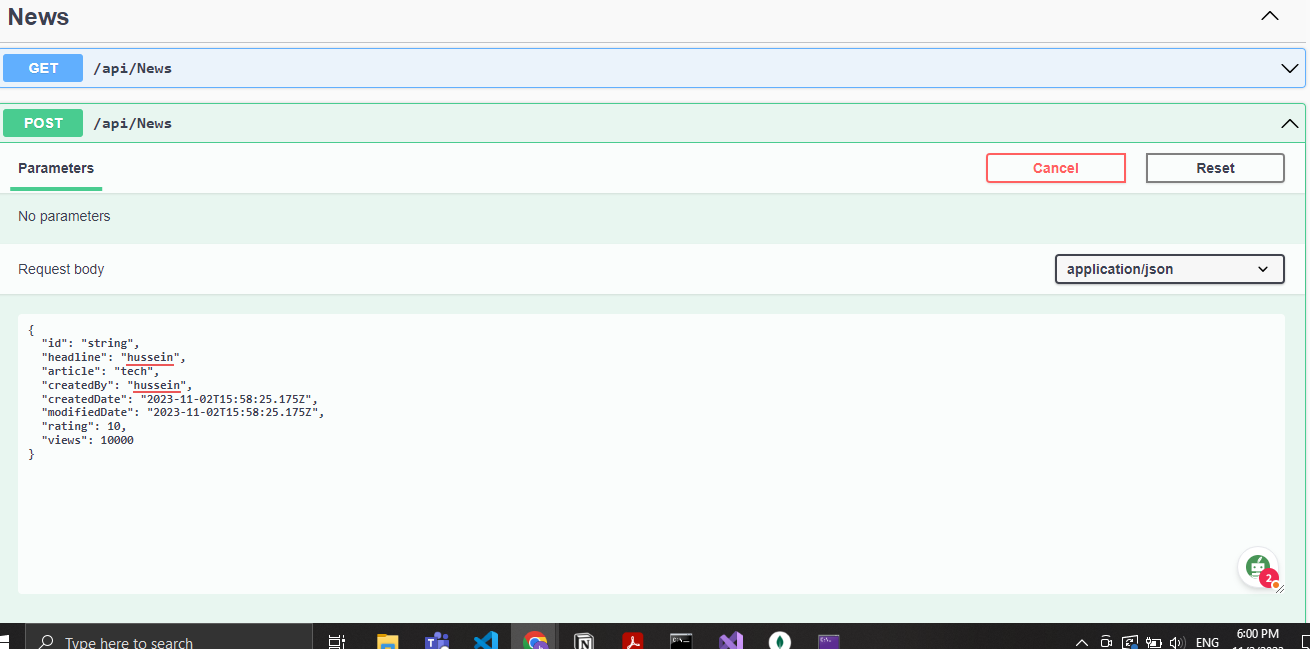 News
GET /api/News
POST /api/News
Parameters
Cancel
Reset
No parameters
Request body
application/json
{
"id": "string",
"headline": "hussein",
"article": "tech",
"createdBy": "hussein",
"createdDate": "2023-11-02T15:58:25.175Z",
"modifiedDate": "2023-11-02T15:58:25.175Z",
"rating": 10,
"views": 10000
}
2
Type here to search
ENG
6:00 PM